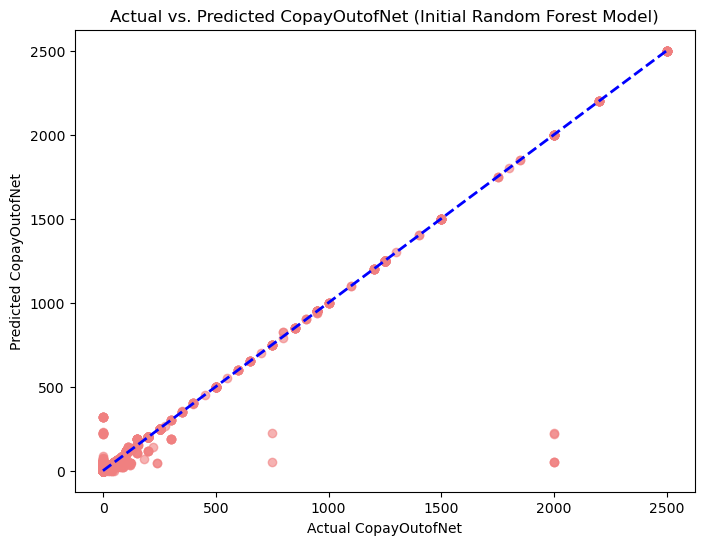 Actual vs. Predicted CopayOutofNet (Initial Random Forest Model)
Predicted CopayOutofNet
2500
2000
1500
1000
500
0
0 500 1000 1500 2000 2500
Actual CopayOutofNet